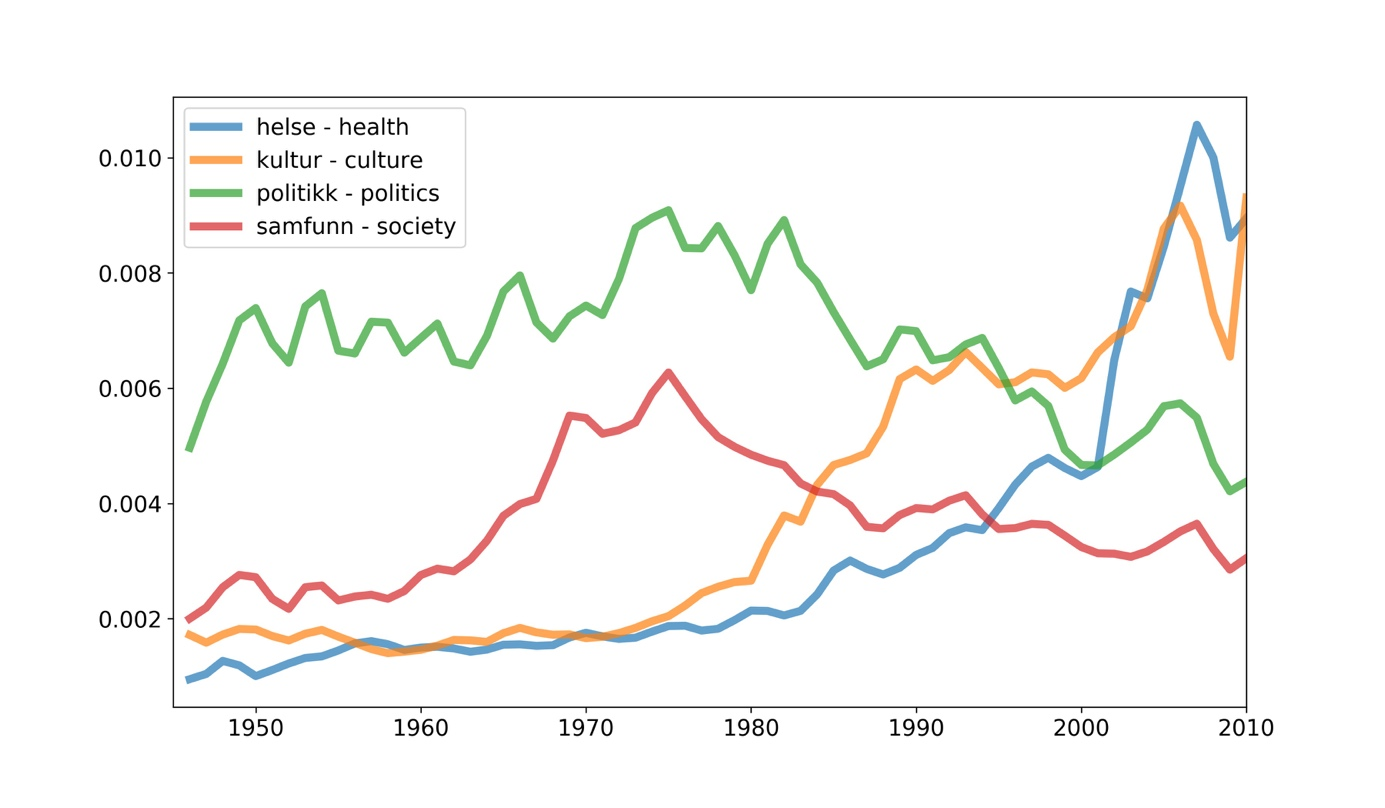 helse - health
kultur - culture
politikk - politics
samfunn - society
0.010
0.008
0.006
0.004
0.002
1950 1960 1970 1980 1990 2000 2010